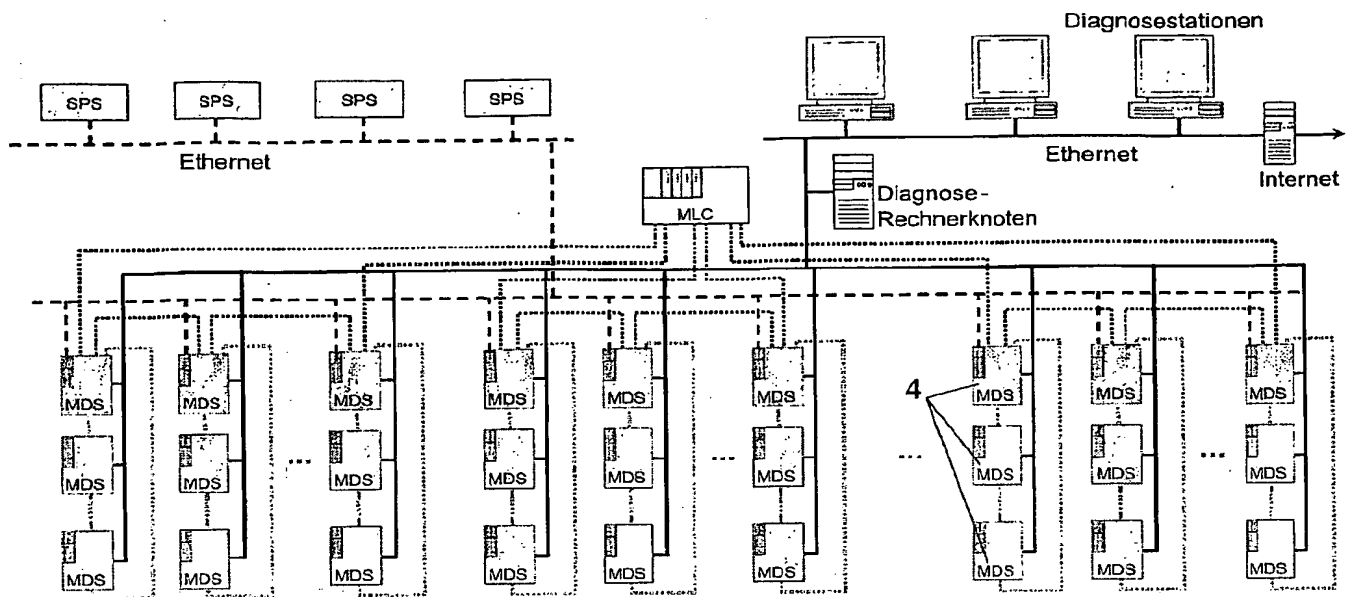 Diagnosestationen
SPS SPS SPS SPS
Ethernet
Ethernet
Internet
MLC
Diagnose-
Rechnerknoten
4
MDS MDS MDS ... MDS MDS MDS MDS MDS MDS
MDS MDS MDS MDS MDS ... MDS ... MDS MDS ... MDS
MDS MDS MDS MDS MDS MDS MDS MDS MDS